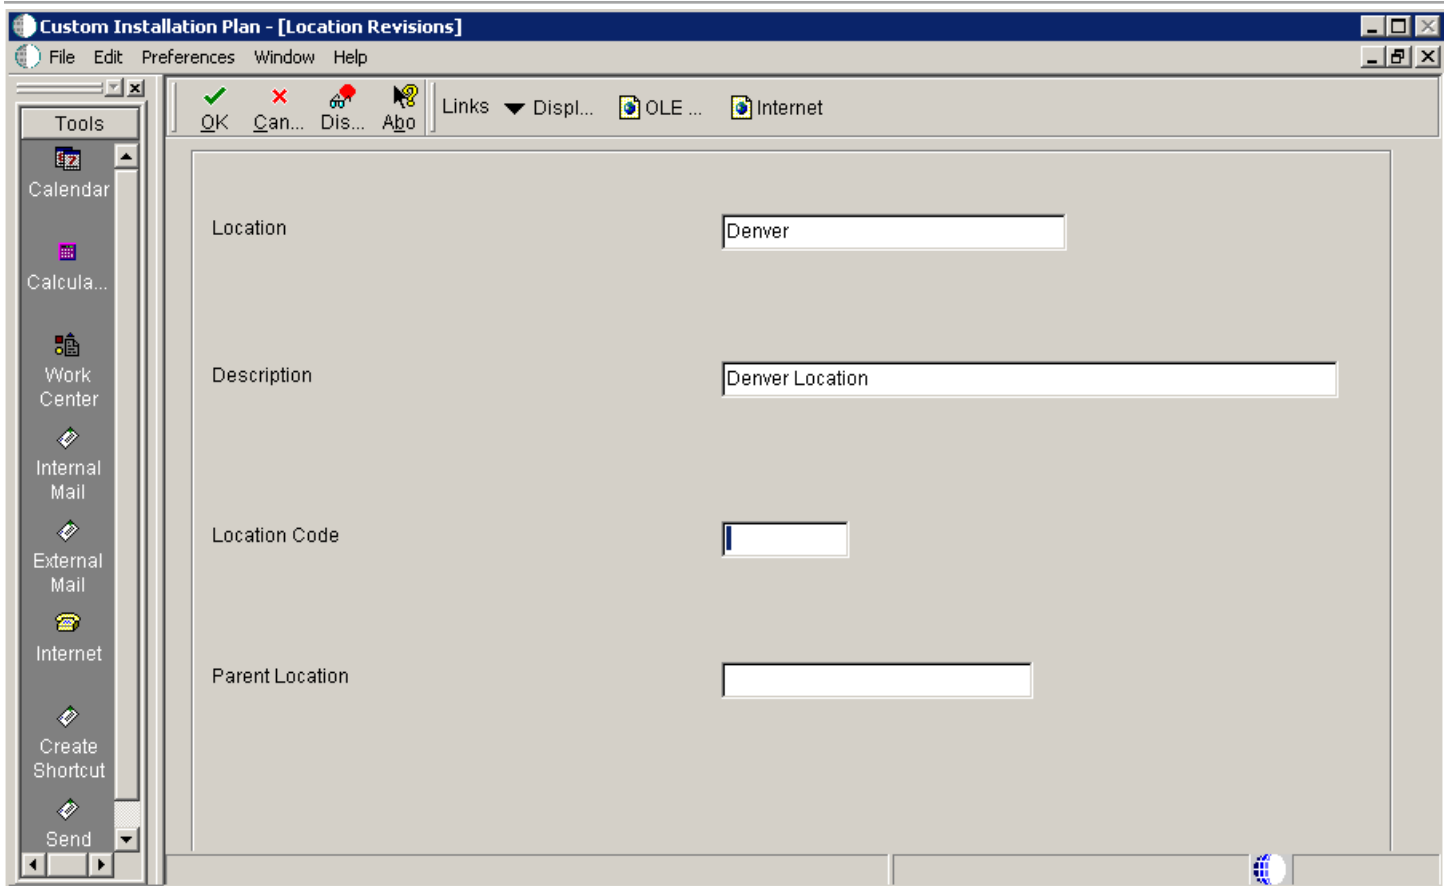 Custom Installation Plan - [Location Revisions]
File Edit Preferences Window Help
Tools
OK Can... Dis... Abo Links Displ... OLE ... Internet
Calendar
Calcula...
Work
Center
Internal
Mail
External
Mail
Internet
Create
Shortcut
Send
Location Denver
Description Denver Location
Location Code
Parent Location